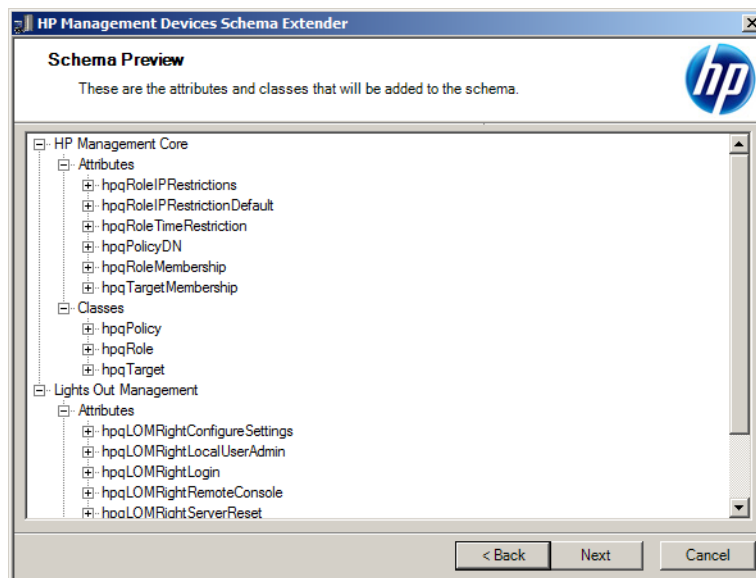 HP Management Devices Schema Extender
Schema Preview
These are the attributes and classes that will be added to the schema.
hp
HP Management Core
Attributes
hpqRoleIPRestrictions
hpqRoleIPRestrictionDefault
hpqRoleTimeRestriction
hpqPolicyDN
hpqRoleMembership
hpqTargetMembership
Classes
hpqPolicy
hpqRole
hpqTarget
Lights Out Management
Attributes
hpqLOMRightConfigureSettings
hpqLOMRightLocalUserAdmin
hpqLOMRightLogin
hpqLOMRightRemoteConsole
hpqLOMRightServerReset
< Back Next Cancel